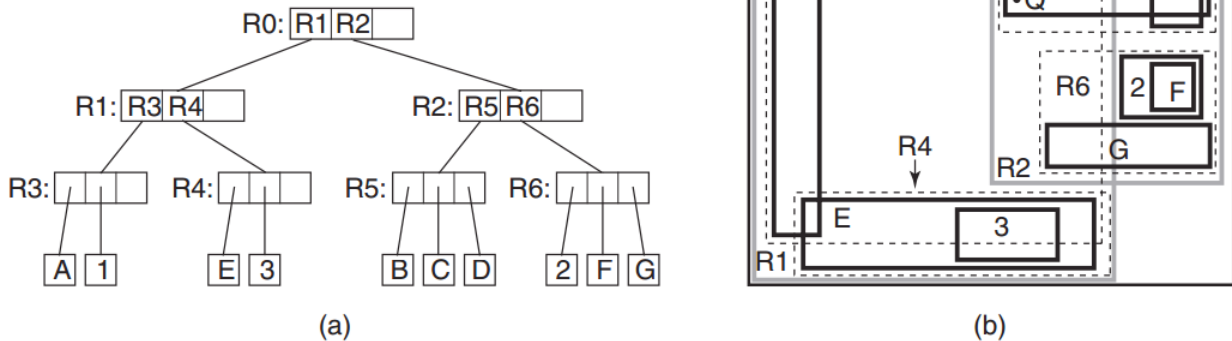 R0: R1 R2
R1: R3 R4
R2: R5 R6
R3:
R4:
R5:
R6:
A 1 E 3 B C D 2 F G
(a)
Q
R6 2 F
G
R4
R2
E 3
R1
(b)